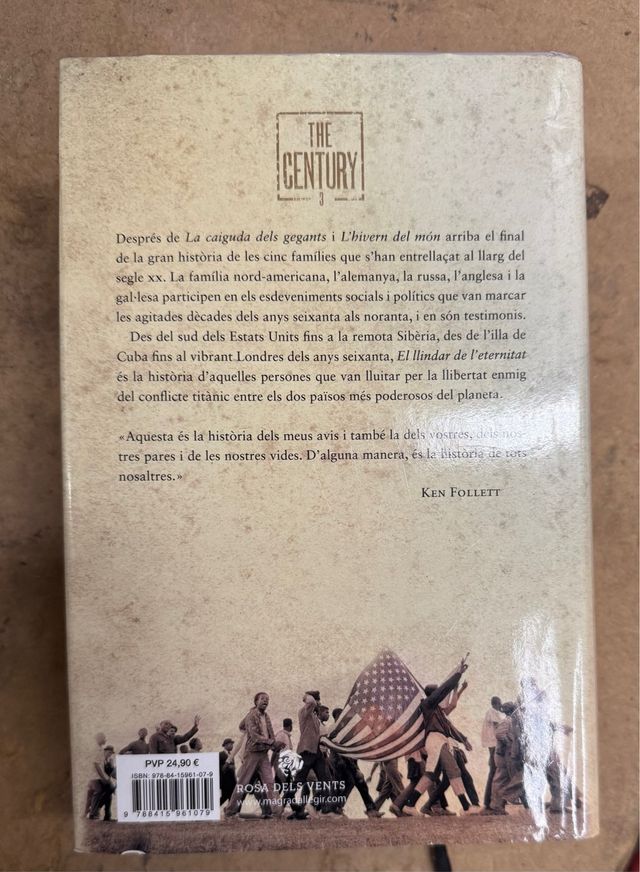 THE
CENTURY
3
Després de La caiguda dels gegants i L'hivern del món arriba el final
de la gran història de les cinc famílies que s'han entrellaçat al llarg del
segle XX. La família nord-americana, l'alemanya, la russa, l'anglesa i la
gal·lesa participen en els esdeveniments socials i polítics que van marcar
les agitades dècades dels anys seixanta als noranta, i en són testimonis.
Des del sud dels Estats Units fins a la remota Sibèria, des de l'illa de
Cuba fins al vibrant Londres dels anys seixanta, El llindar de l'eternitat
és la història d'aquelles persones que van lluitar per la llibertat enmig
del conflicte titànic entre els dos països més poderosos del planeta.
«Aquesta és la història dels meus avis i també la dels vostres, dels nos-
tres pares i de les nostres vides. D'alguna manera, és la història de tots
nosaltres.»
KEN FOLLETT
PVP 24,90 €
ISBN: 978-84-15961-07-9
9 788415 961079
ROSA DELS VENTS
www.magradallegir.com